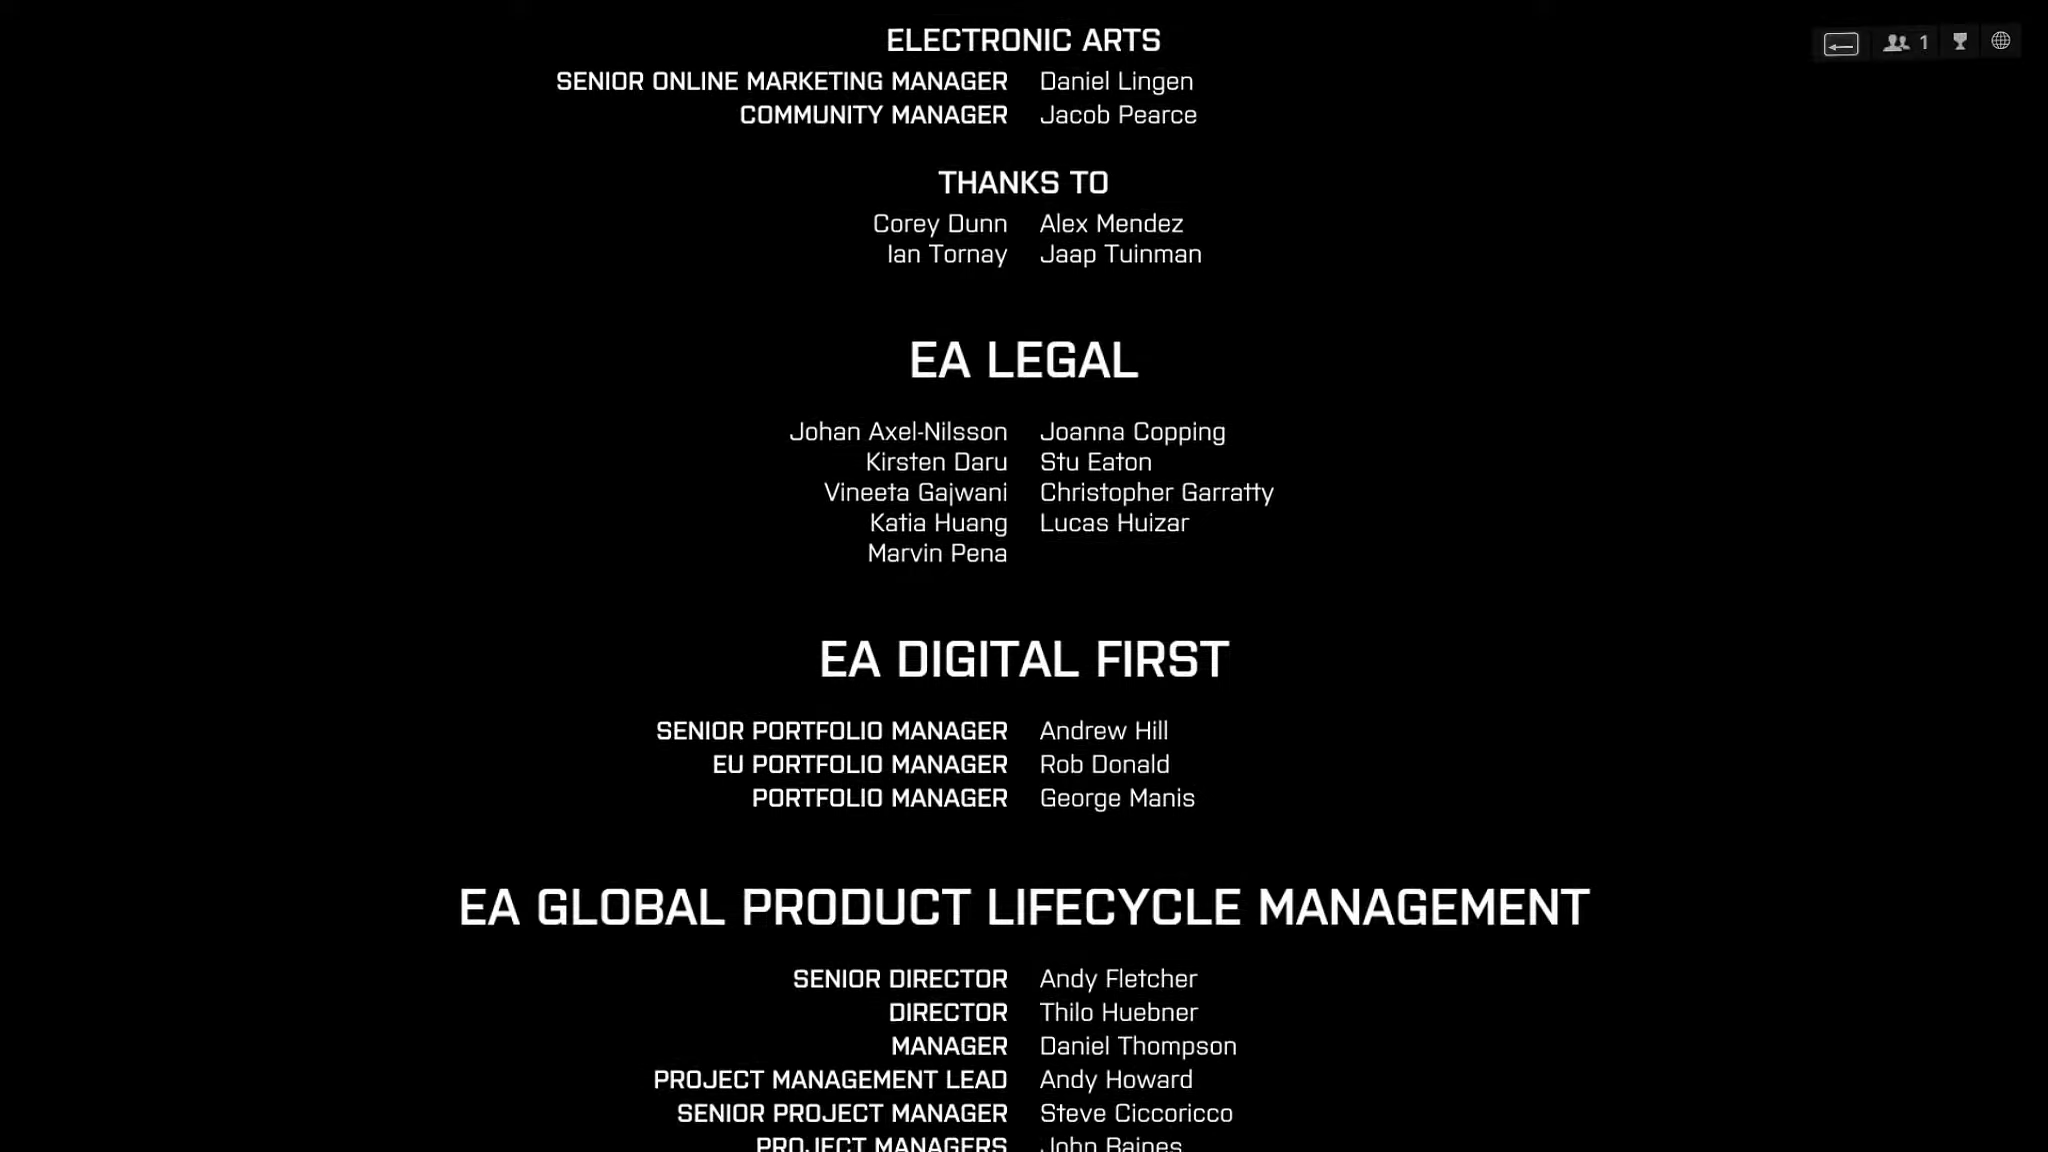 ELECTRONIC ARTS
1
SENIOR ONLINE MARKETING MANAGER Daniel Lingen
COMMUNITY MANAGER Jacob Pearce
THANKS TO
Corey Dunn Alex Mendez
Ian Tornay Jaap Tuinman
EA LEGAL
Johan Axel-Nilsson Joanna Copping
Kirsten Daru Stu Eaton
Vineeta Gajwani Christopher Garratty
Katia Huang Lucas Huizar
Marvin Pena
EA DIGITAL FIRST
SENIOR PORTFOLIO MANAGER Andrew Hill
EU PORTFOLIO MANAGER Rob Donald
PORTFOLIO MANAGER George Manis
EA GLOBAL PRODUCT LIFECYCLE MANAGEMENT
SENIOR DIRECTOR Andy Fletcher
DIRECTOR Thilo Huebner
MANAGER Daniel Thompson
PROJECT MANAGEMENT LEAD Andy Howard
SENIOR PROJECT MANAGER Steve Ciccoricco
PROJECT MANAGERS John Baines